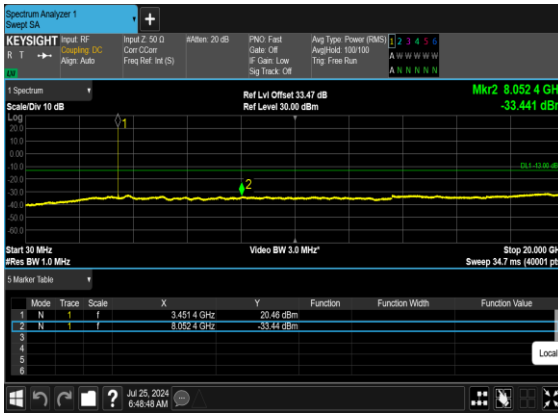 Spectrum Analyzer 1
Swept SA
KEYSIGHT Input: RF Input Z: 50 Ω #Atten: 20 dB PNO: Fast Avg Type: Power (RMS) 1 2 3 4 5 6
R T Coupling: DC Corr CCorr Gate: Off Avg|Hold: 100/100 A W W W W W
Align: Auto Freq Ref: Int (S) IF Gain: Low Trig: Free Run
Sig Track: Off A N N N N N
1 Spectrum
Ref Lvl Offset 33.47 dB Mkr2 8.052 4 GH
Scale/Div 10 dB Ref Level 30.00 dBm -33.441 dB
Log
20.0
10.0
0.00
-10.0
DL1 -13.00 dB
-20.0
-30.0
-40.0
-50.0
-60.0
1
2
Start 30 MHz Video BW 3.0 MHz* Stop 20.000 GH
#Res BW 1.0 MHz Sweep 34.7 ms (40001 pt
5 Marker Table
Mode Trace Scale X Y Function Function Width Function Value
1 N 1 f 3.451 4 GHz 20.46 dBm
2 N 1 f 8.052 4 GHz -33.44 dBm
3
4
5
6
Local
Jul 25, 2024
6:48:48 AM